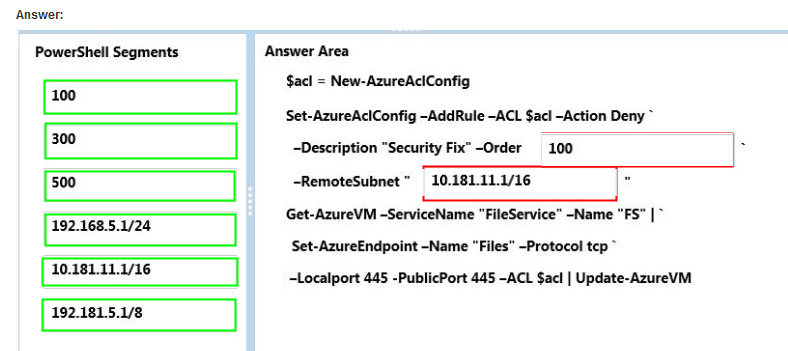 Answer:
PowerShell Segments
100
300
500
192.168.5.1/24
10.181.11.1/16
192.181.5.1/8
Answer Area
$acl = New-AzureAclConfig
Set-AzureAclConfig –AddRule –ACL $acl –Action Deny `
–Description "Security Fix" –Order 100 `
–RemoteSubnet " 10.181.11.1/16 "
Get-AzureVM –ServiceName "FileService" –Name "FS" | `
Set-AzureEndpoint –Name "Files" –Protocol tcp `
–Localport 445 -PublicPort 445 –ACL $acl | Update-AzureVM